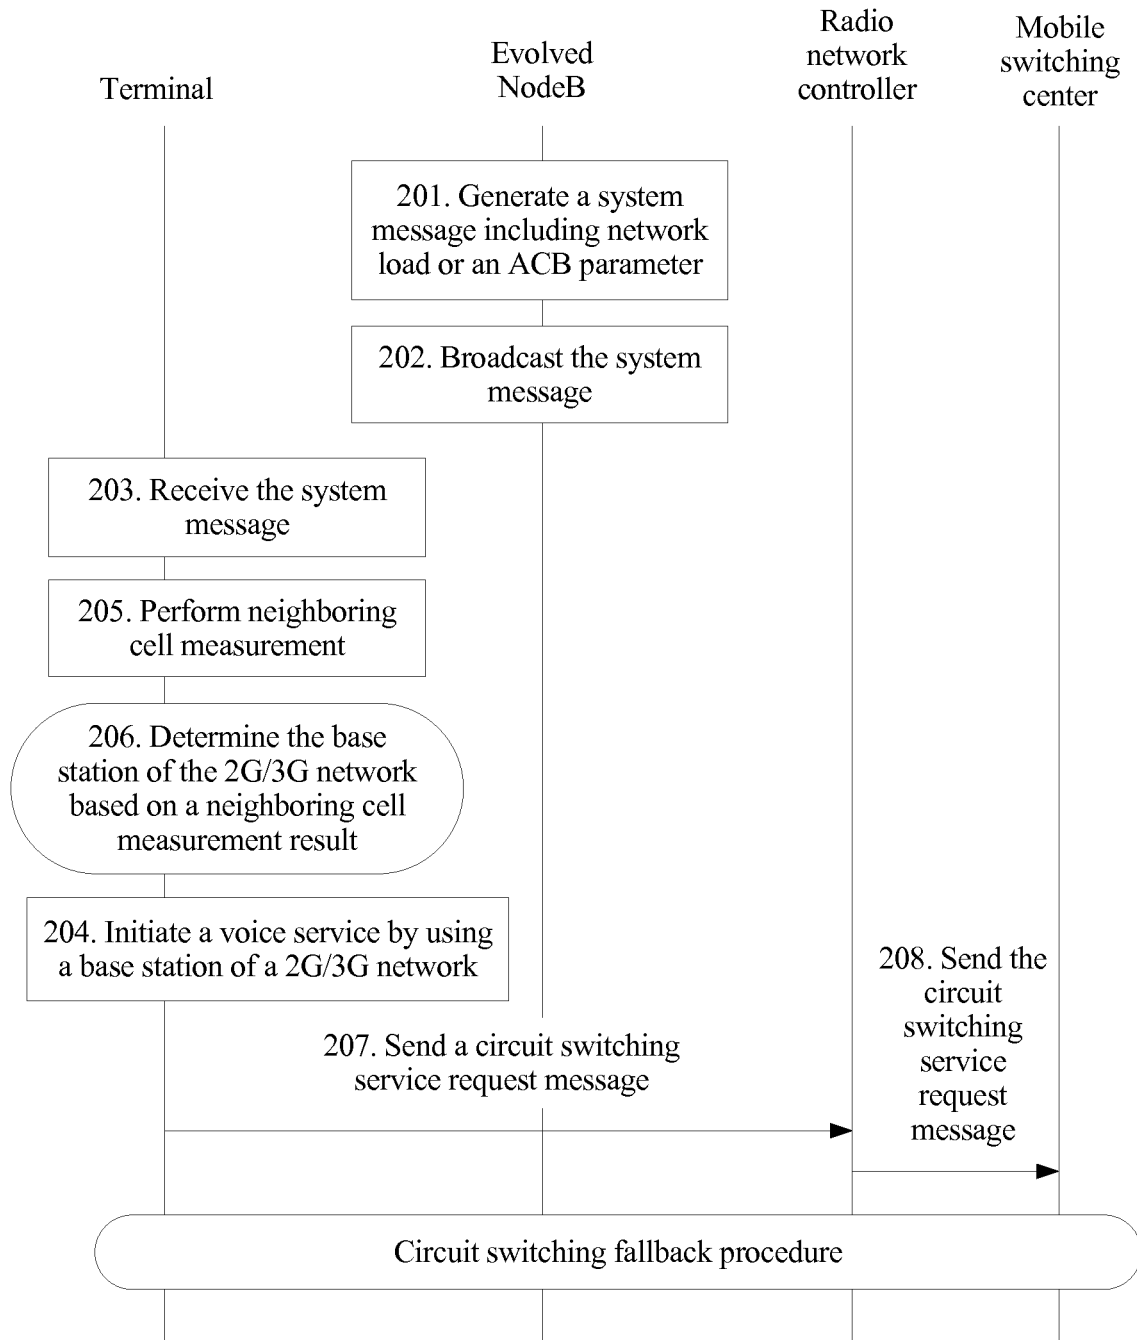 Terminal
Evolved
NodeB
Radio
network
controller
Mobile
switching
center
201. Generate a system
message including network
load or an ACB parameter
202. Broadcast the system
message
203. Receive the system
message
205. Perform neighboring
cell measurement
206. Determine the base
station of the 2G/3G network
based on a neighboring cell
measurement result
204. Initiate a voice service by using
a base station of a 2G/3G network
207. Send a circuit switching
service request message
208. Send the
circuit
switching
service
request
message
Circuit switching fallback procedure